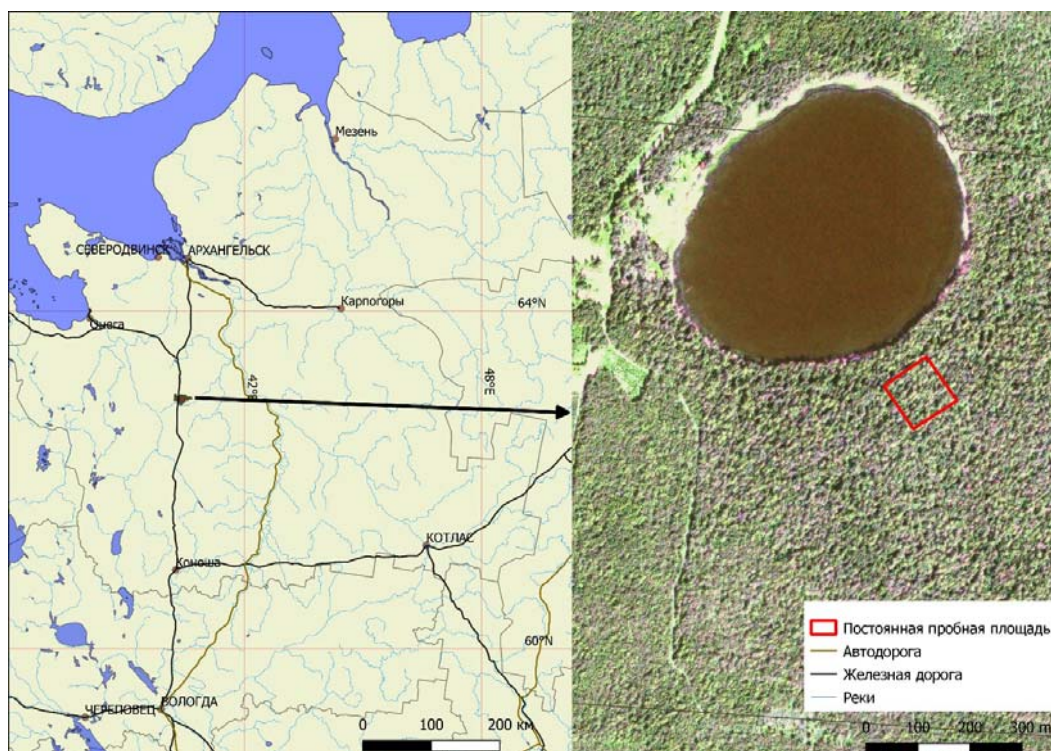 Мезень
СЕВЕРОДВИНСК
АРХАНГЕЛЬСК
Карпогоры
64°N
Онега
42°E
48°E
КОТЛАС
Коноша
60°N
ВОЛОГДА
ЧЕРЕПОВЕЦ
0 100 200 км
Постоянная пробная площадь
Автодорога
Железная дорога
Реки
0 100 200 300 m